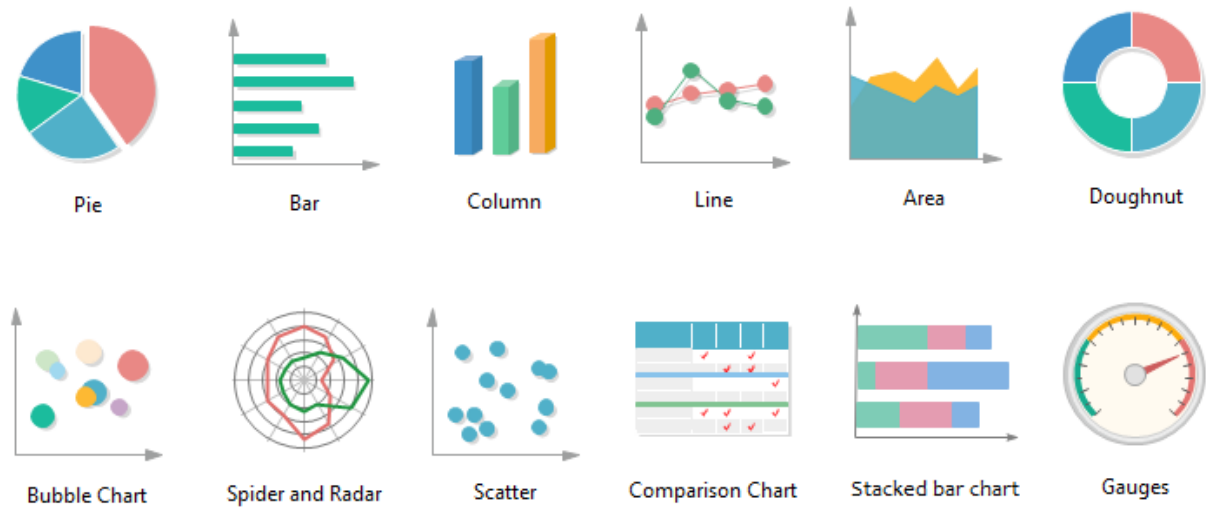 Pie
Bar
Column
Line
Area
Doughnut
Bubble Chart
Spider and Radar
Scatter
Comparison Chart
Stacked bar chart
Gauges